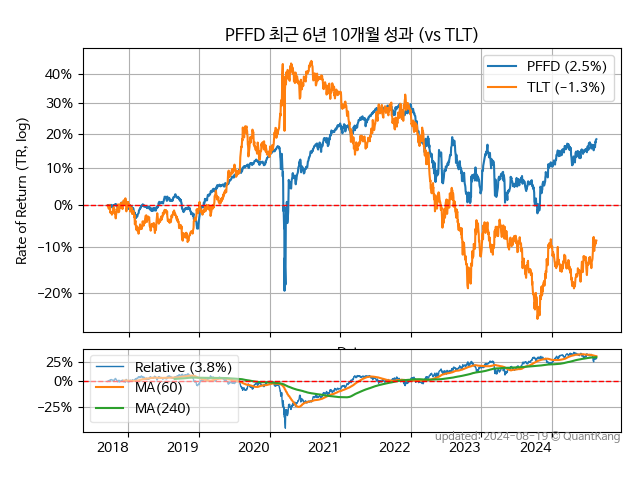 PFFD 최근 6년 10개월 성과 (vs TLT)
Rate of Return (TR, log)
40%
30%
20%
10%
0%
−10%
−20%
PFFD (2.5%)
TLT (−1.3%)
25%
0%
−25%
Relative (3.8%)
MA(60)
MA(240)
2018 2019 2020 2021 2022 2023 2024
updated: 2024-08-19 © QuantKang